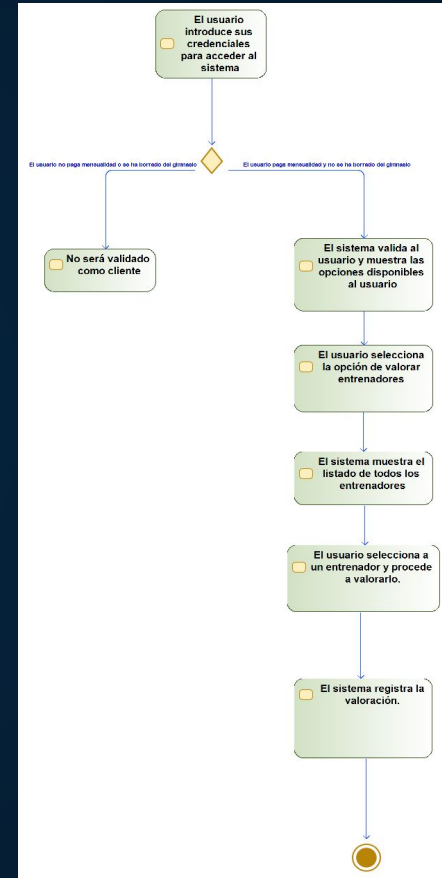 El usuario
introduce sus
credenciales
para acceder al
sistema
El usuario no paga mensualidad o se ha borrado del gimnasio
El usuario paga mensualidad y no se ha borrado del gimnasio
No será validado
como cliente
El sistema valida al
usuario y muestra las
opciones disponibles
al usuario
El usuario selecciona
la opción de valorar
entrenadores
El sistema muestra el
listado de todos los
entrenadores
El usuario selecciona a
un entrenador y procede
a valorarlo.
El sistema registra la
valoración.